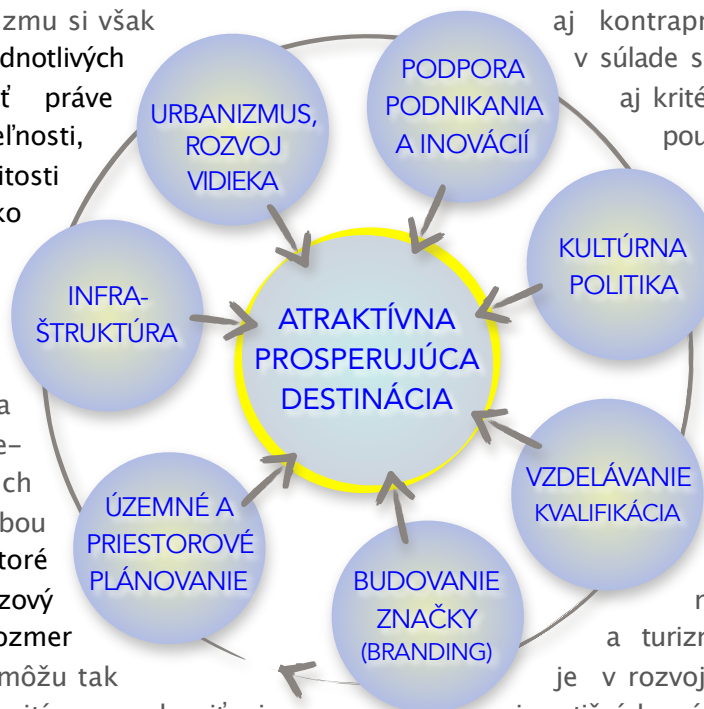 izmu si však
dnotlivých
ť práve
eľnosti,
itosti
ko
a
e-
ch
bou
toré
zový
ozmer
môžu tak
URBANIZMUS,
ROZVOJ
VIDIEKA
PODPORA
PODNIKANIA
A INOVÁCIÍ
KULTÚRNA
POLITIKA
INFRA-
ŠTRUKTÚRA
ATRAKTÍVNA
PROSPERUJÚCA
DESTINÁCIA
VZDELÁVANIE
KVALIFIKÁCIA
ÚZEMNÉ A
PRIESTOROVÉ
PLÁNOVANIE
BUDOVANIE
ZNAČKY
(BRANDING)
aj kontrapr
v súlade s
aj krité
pou
n
a turizr
je v rozvoj